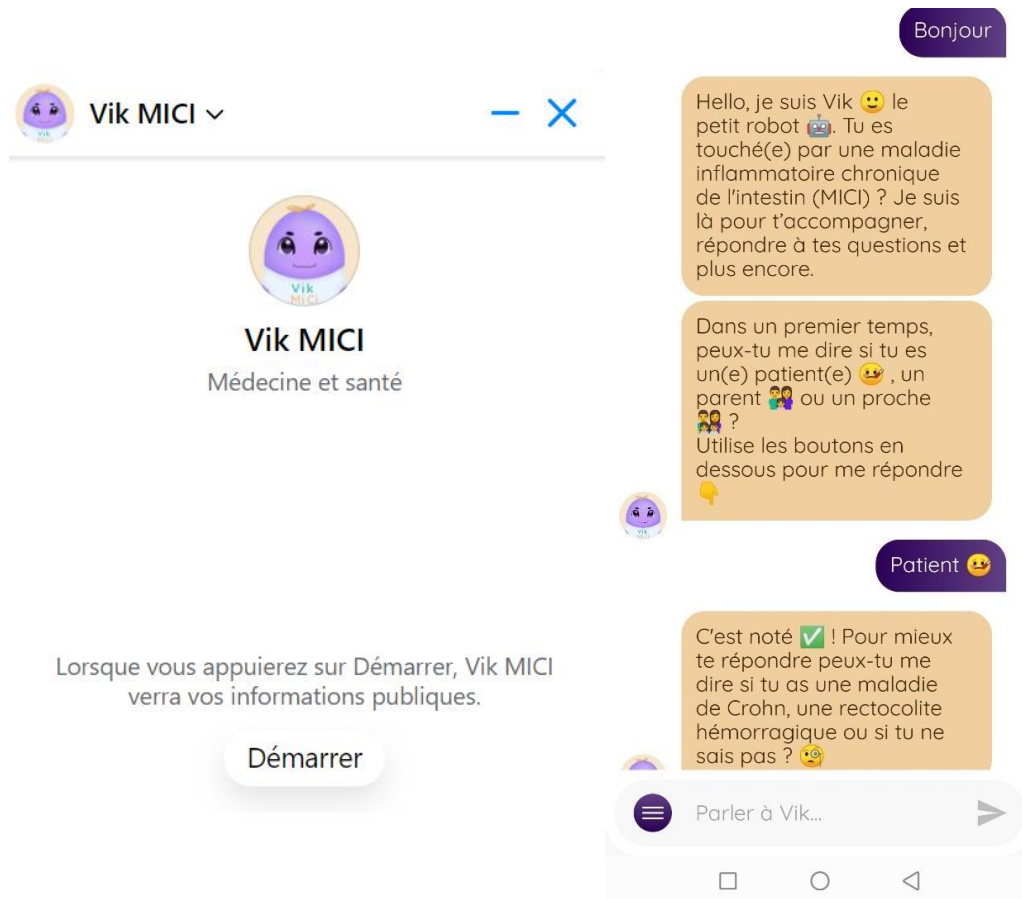 Vik MICI
Vik
MICI
Vik MICI
Médecine et santé
Lorsque vous appuierez sur Démarrer, Vik MICI
verra vos informations publiques.
Démarrer
Bonjour
Hello, je suis Vik 🙂 le
petit robot 🤖. Tu es
touché(e) par une maladie
inflammatoire chronique
de l'intestin (MICI) ? Je suis
là pour t'accompagner,
répondre à tes questions et
plus encore.
Dans un premier temps,
peux-tu me dire si tu es
un(e) patient(e) 🤒 , un
parent 👨‍👩‍👧 ou un proche
👨‍👩‍👧‍👦 ?
Utilise les boutons en
dessous pour me répondre
👇
Patient 🤒
C'est noté ✅ ! Pour mieux
te répondre peux-tu me
dire si tu as une maladie
de Crohn, une rectocolite
hémorragique ou si tu ne
sais pas ? 🧐
Parler à Vik...